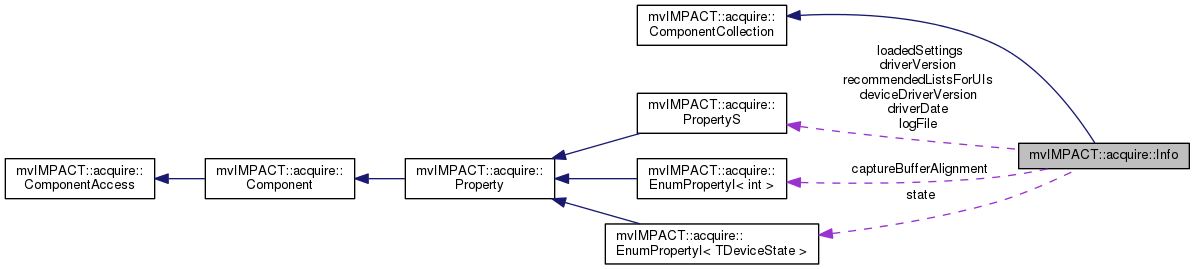 mvIMPACT::acquire::
ComponentCollection
loadedSettings
driverVersion
recommendedListsForUIs
deviceDriverVersion
driverDate
logFile
mvIMPACT::acquire::
PropertyS
mvIMPACT::acquire::Info
mvIMPACT::acquire::
ComponentAccess
mvIMPACT::acquire::
Component
mvIMPACT::acquire::
Property
mvIMPACT::acquire::
EnumPropertyI< int >
captureBufferAlignment
state
mvIMPACT::acquire::
EnumPropertyI< TDeviceState >